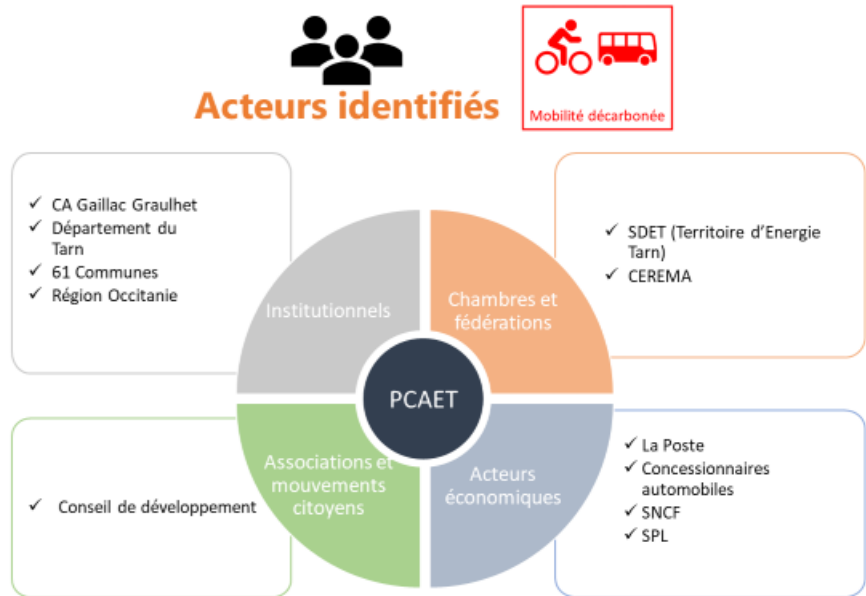 Acteurs identifiés
Mobilité décarbonée
✓ CA Gaillac Graulhet
✓ Département du
Tarn
✓ 61 Communes
✓ Région Occitanie
✓ SDET (Territoire d’Energie
Tarn)
✓ CEREMA
Institutionnels
Chambres et
fédérations
PCAET
Associations et
mouvements
citoyens
Acteurs
économiques
✓ Conseil de développement
✓ La Poste
✓ Concessionnaires
automobiles
✓ SNCF
✓ SPL